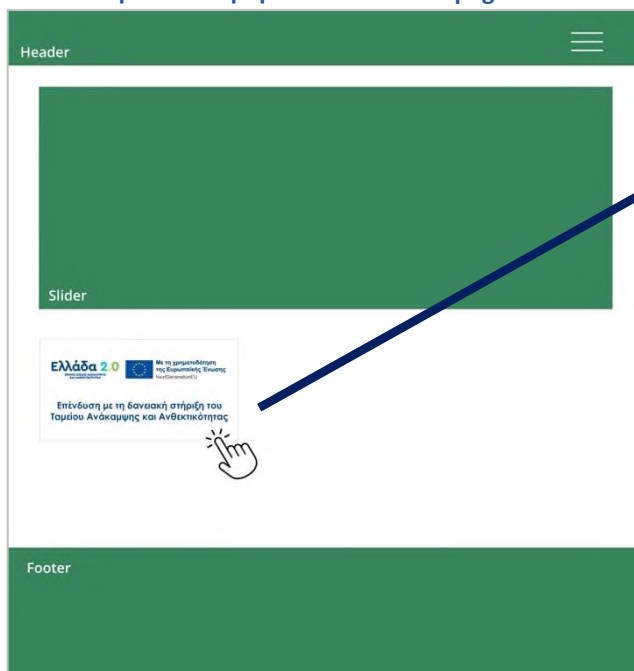 Header
Slider
Ελλάδα 2.0
Με τη χρηματοδότηση
της Ευρωπαϊκής Ένωσης
NextGenerationEU
Επένδυση με τη δανειακή στήριξη του
Ταμείου Ανάκαμψης και Ανθεκτικότητας
Footer